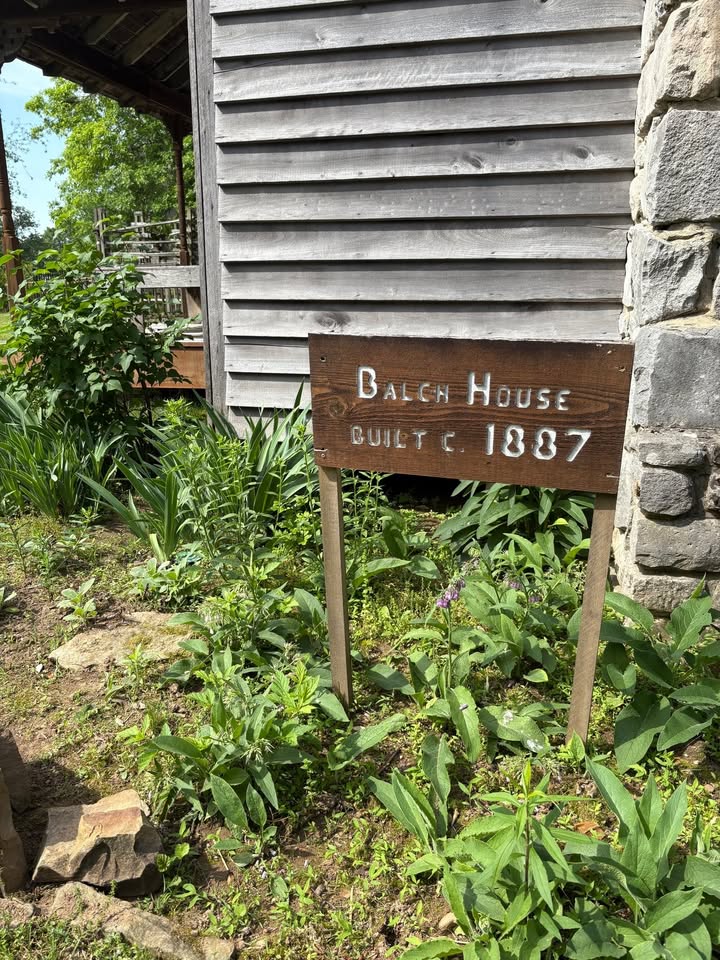 BALCH HOUSE
BUILT C. 1887